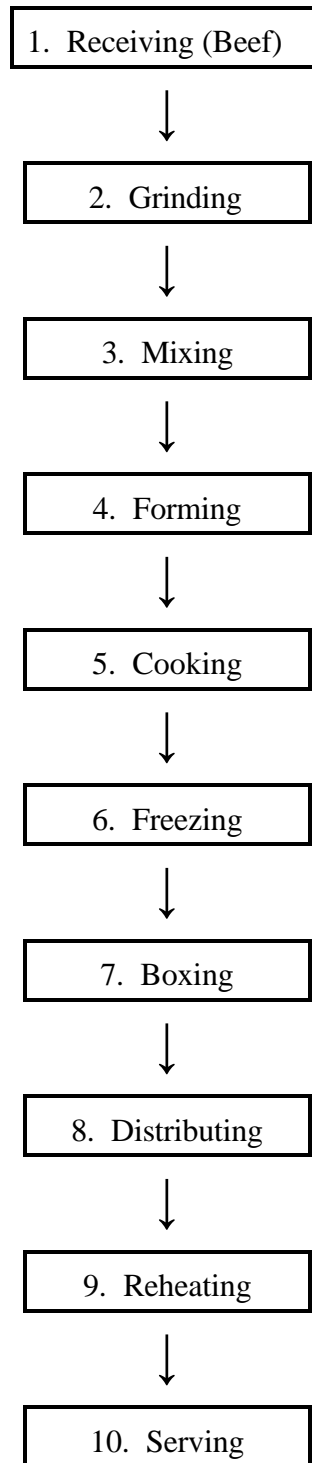 1. Receiving (Beef)
2. Grinding
3. Mixing
4. Forming
5. Cooking
6. Freezing
7. Boxing
8. Distributing
9. Reheating
10. Serving